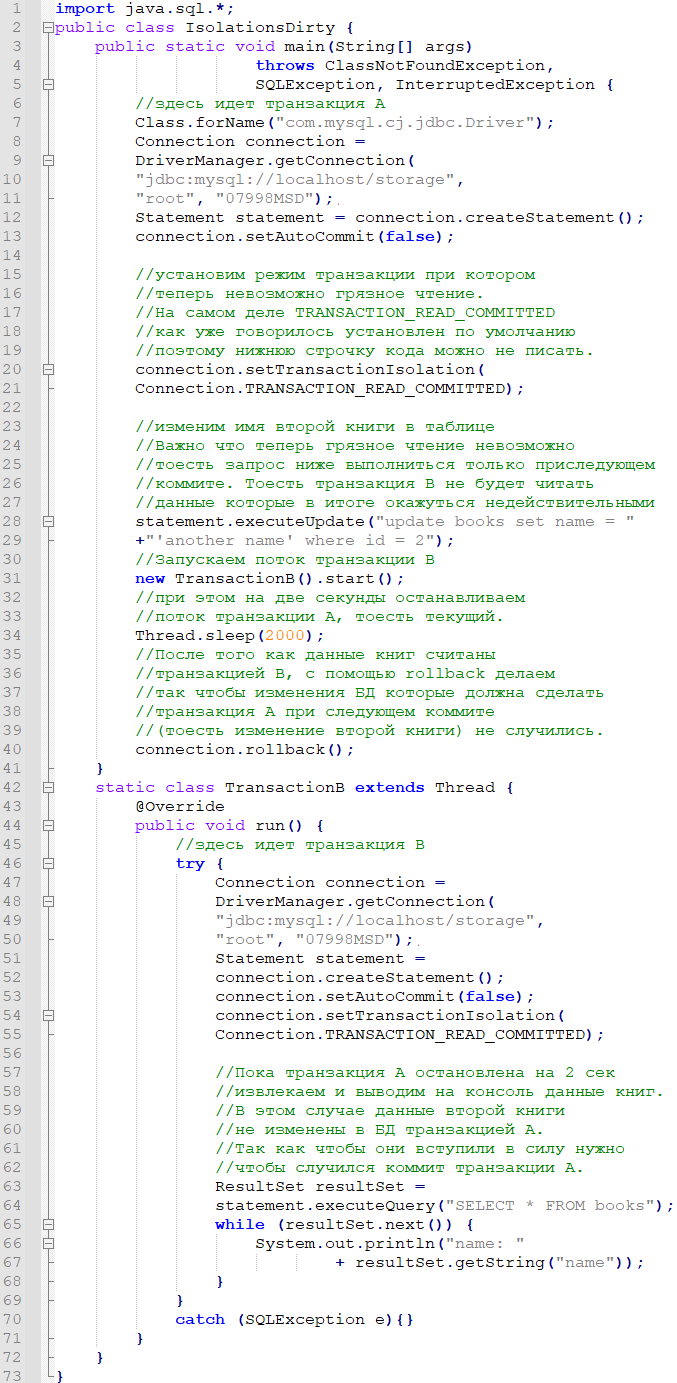 1 import java.sql.*;
2 public class IsolationsDirty {
3 public static void main(String[] args)
4 throws ClassNotFoundException,
5 SQLException, InterruptedException {
6 //здесь идет транзакция A
7 Class.forName("com.mysql.cj.jdbc.Driver");
8 Connection connection =
9 DriverManager.getConnection(
10 "jdbc:mysql://localhost/storage",
11 "root", "07998MSD");
12 Statement statement = connection.createStatement();
13 connection.setAutoCommit(false);
14
15 //установим режим транзакции при котором
16 //теперь невозможно грязное чтение.
17 //На самом деле TRANSACTION_READ_COMMITTED
18 //как уже говорилось установлен по умолчанию
19 //поэтому нижнюю строчку кода можно не писать.
20 connection.setTransactionIsolation(
21 Connection.TRANSACTION_READ_COMMITTED);
22
23 //изменим имя второй книги в таблице
24 //Важно что теперь грязное чтение невозможно
25 //тоесть запрос ниже выполниться только приследующем
26 //коммите. Тоесть транзакция B не будет читать
27 //данные которые в итоге окажуться недействительными
28 statement.executeUpdate("update books set name = "
29 +"'another name' where id = 2");
30 //Запускаем поток транзакции B
31 new TransactionB().start();
32 //при этом на две секунды останавливаем
33 //поток транзакции A, тоесть текущий.
34 Thread.sleep(2000);
35 //После того как данные книг считаны
36 //транзакцией B, с помощью rollback делаем
37 //так чтобы изменения БД которые должна сделать
38 //транзакция A при следующем коммите
39 //(тоесть изменение второй книги) не случились.
40 connection.rollback();
41 }
42 static class TransactionB extends Thread {
43 @Override
44 public void run() {
45 //здесь идет транзакция B
46 try {
47 Connection connection =
48 DriverManager.getConnection(
49 "jdbc:mysql://localhost/storage",
50 "root", "07998MSD");
51 Statement statement =
52 connection.createStatement();
53 connection.setAutoCommit(false);
54 connection.setTransactionIsolation(
55 Connection.TRANSACTION_READ_COMMITTED);
56
57 //Пока транзакция A остановлена на 2 сек
58 //извлекаем и выводим на консоль данные книг.
59 //В этом случае данные второй книги
60 //не изменены в БД транзакцией A.
61 //Так как чтобы они вступили в силу нужно
62 //чтобы случился коммит транзакции A.
63 ResultSet resultSet =
64 statement.executeQuery("SELECT * FROM books");
65 while (resultSet.next()) {
66 System.out.println("name: "
67 + resultSet.getString("name"));
68 }
69 }
70 catch (SQLException e){}
71 }
72 }
73 }